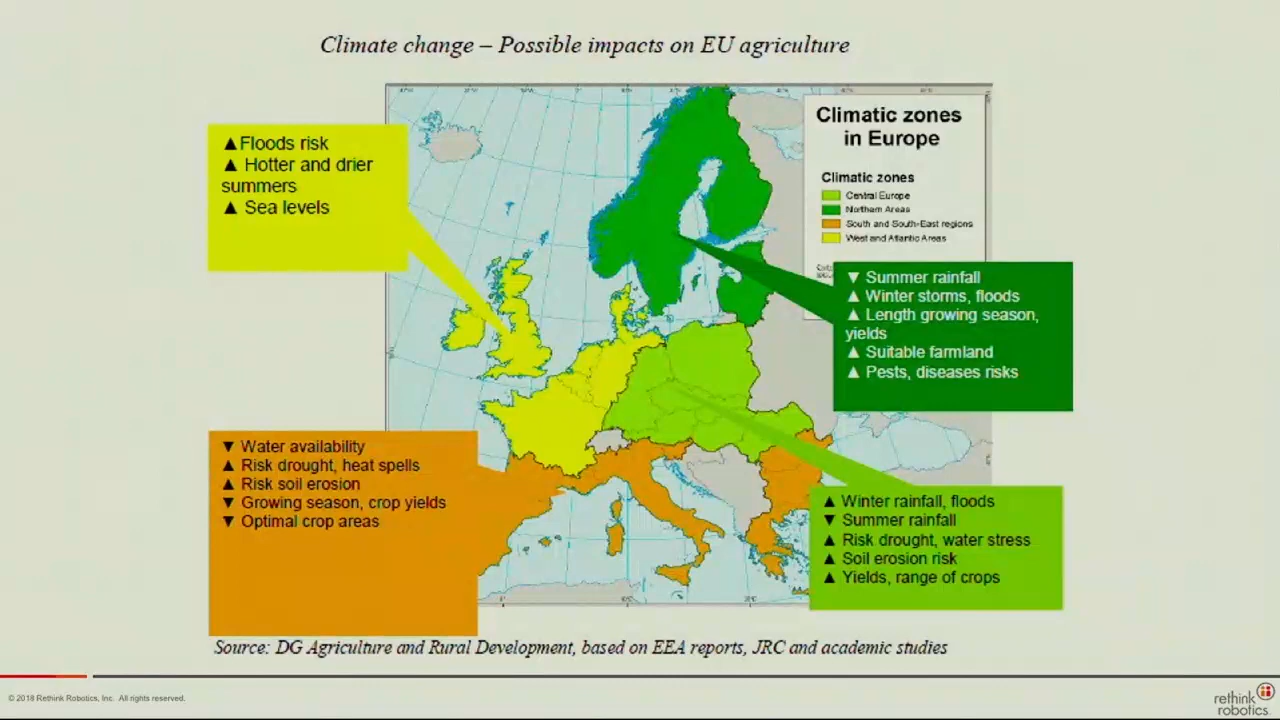 Climate change – Possible impacts on EU agriculture
▲Floods risk
▲ Hotter and drier
summers
▲ Sea levels
Climatic zones
in Europe
Climatic zones
Central Europe
Northern Areas
South and South-East regions
West and Atlantic Areas
▼ Summer rainfall
▲ Winter storms, floods
▲ Length growing season,
yields
▲ Suitable farmland
▲ Pests, diseases risks
▼ Water availability
▲ Risk drought, heat spells
▲ Risk soil erosion
▼ Growing season, crop yields
▼ Optimal crop areas
▲ Winter rainfall, floods
▼ Summer rainfall
▲ Risk drought, water stress
▲ Soil erosion risk
▲ Yields, range of crops
Source: DG Agriculture and Rural Development, based on EEA reports, JRC and academic studies
© 2018 Rethink Robotics, Inc. All rights reserved.
rethink
robotics